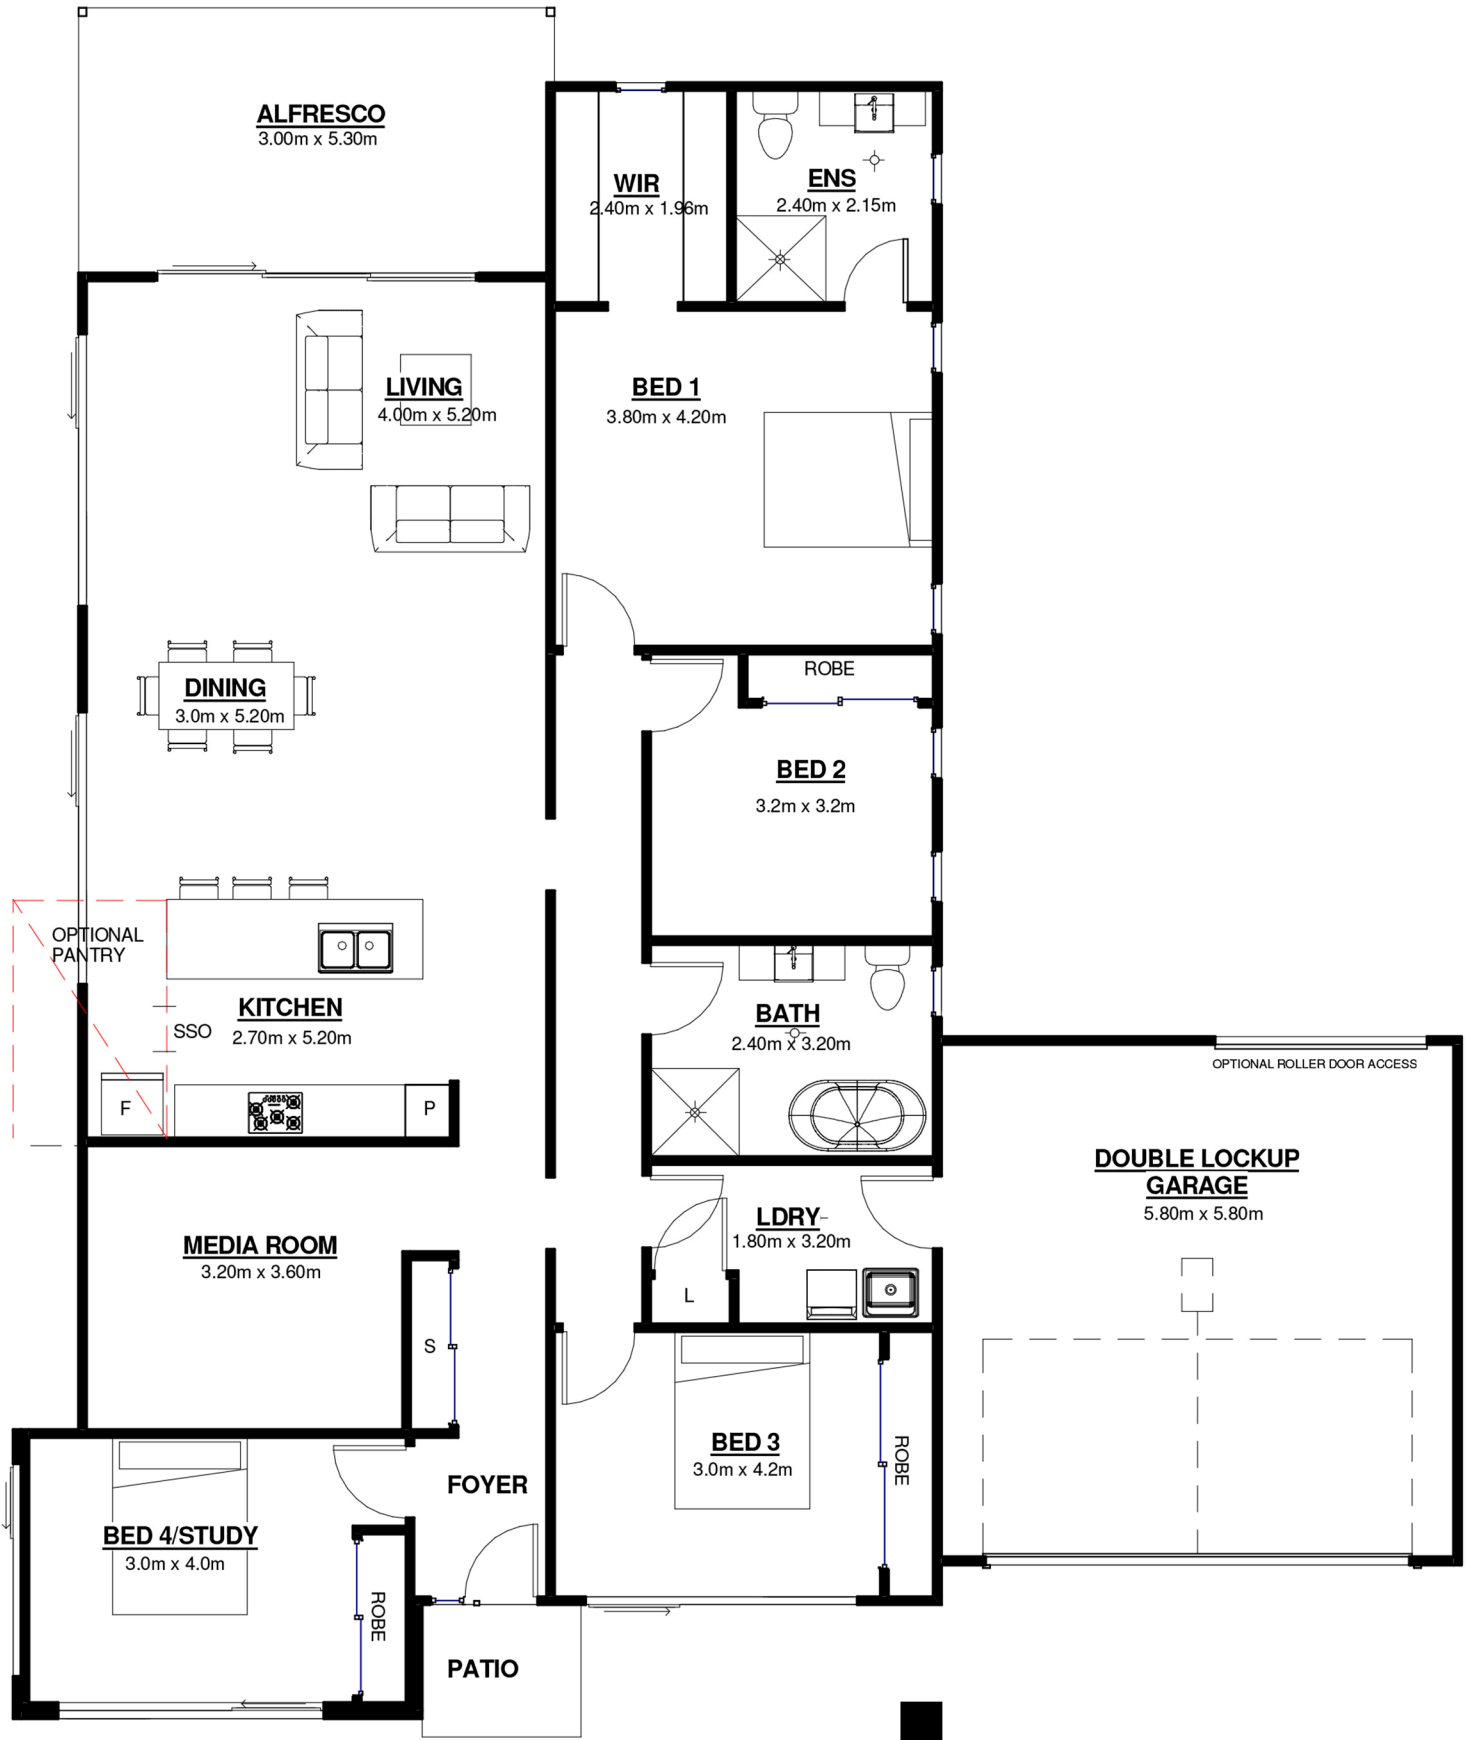 ALFRESCO
3.00m x 5.30m
WIR
2.40m x 1.96m
ENS
2.40m x 2.15m
LIVING
4.00m x 5.20m
BED 1
3.80m x 4.20m
DINING
3.0m x 5.20m
ROBE
BED 2
3.2m x 3.2m
OPTIONAL
PANTRY
KITCHEN
2.70m x 5.20m
SSO
F
P
BATH
2.40m x 3.20m
OPTIONAL ROLLER DOOR ACCESS
DOUBLE LOCKUP
GARAGE
5.80m x 5.80m
MEDIA ROOM
3.20m x 3.60m
LDRY
1.80m x 3.20m
L
S
BED 3
3.0m x 4.2m
ROBE
FOYER
BED 4/STUDY
3.0m x 4.0m
ROBE
PATIO